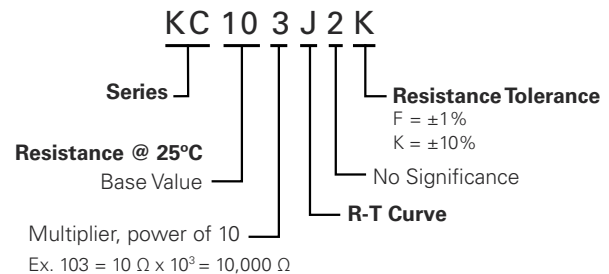 KC 10 3 J 2 K
Series
Resistance Tolerance
F = ±1%
K = ±10%
Resistance @ 25ºC
Base Value
No Significance
R-T Curve
Multiplier, power of 10
Ex. 103 = 10 Ω x 10³ = 10,000 Ω